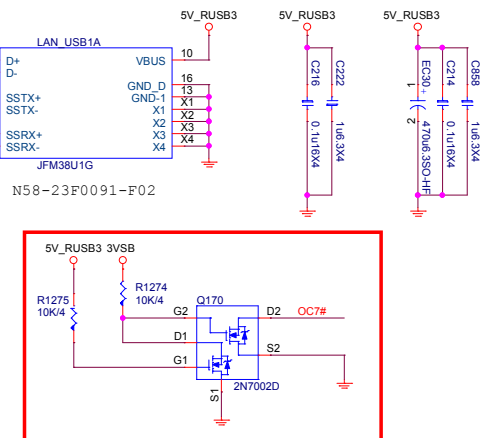 5V_RUSB3 5V_RUSB3 5V_RUSB3
LAN_USB1A
D+ VBUS 10
D-
GND_D 16
SSTX+ GND-1 13
SSTX- X1 X1
X2 X2
SSRX+ X3 X3
SSRX- X4 X4
JFM38U1G
N58-23F0091-F02
C216 0.1u16X4
C222 1u6.3X4
EC30 + 1 2 470u6.3SO-HF
C214 0.1u16X4
C858 1u6.3X4
5V_RUSB3 3VSB
R1275
10K/4
R1274
10K/4
Q170
G2 D2 OC7#
D1
S2
G1
2N7002D
S1